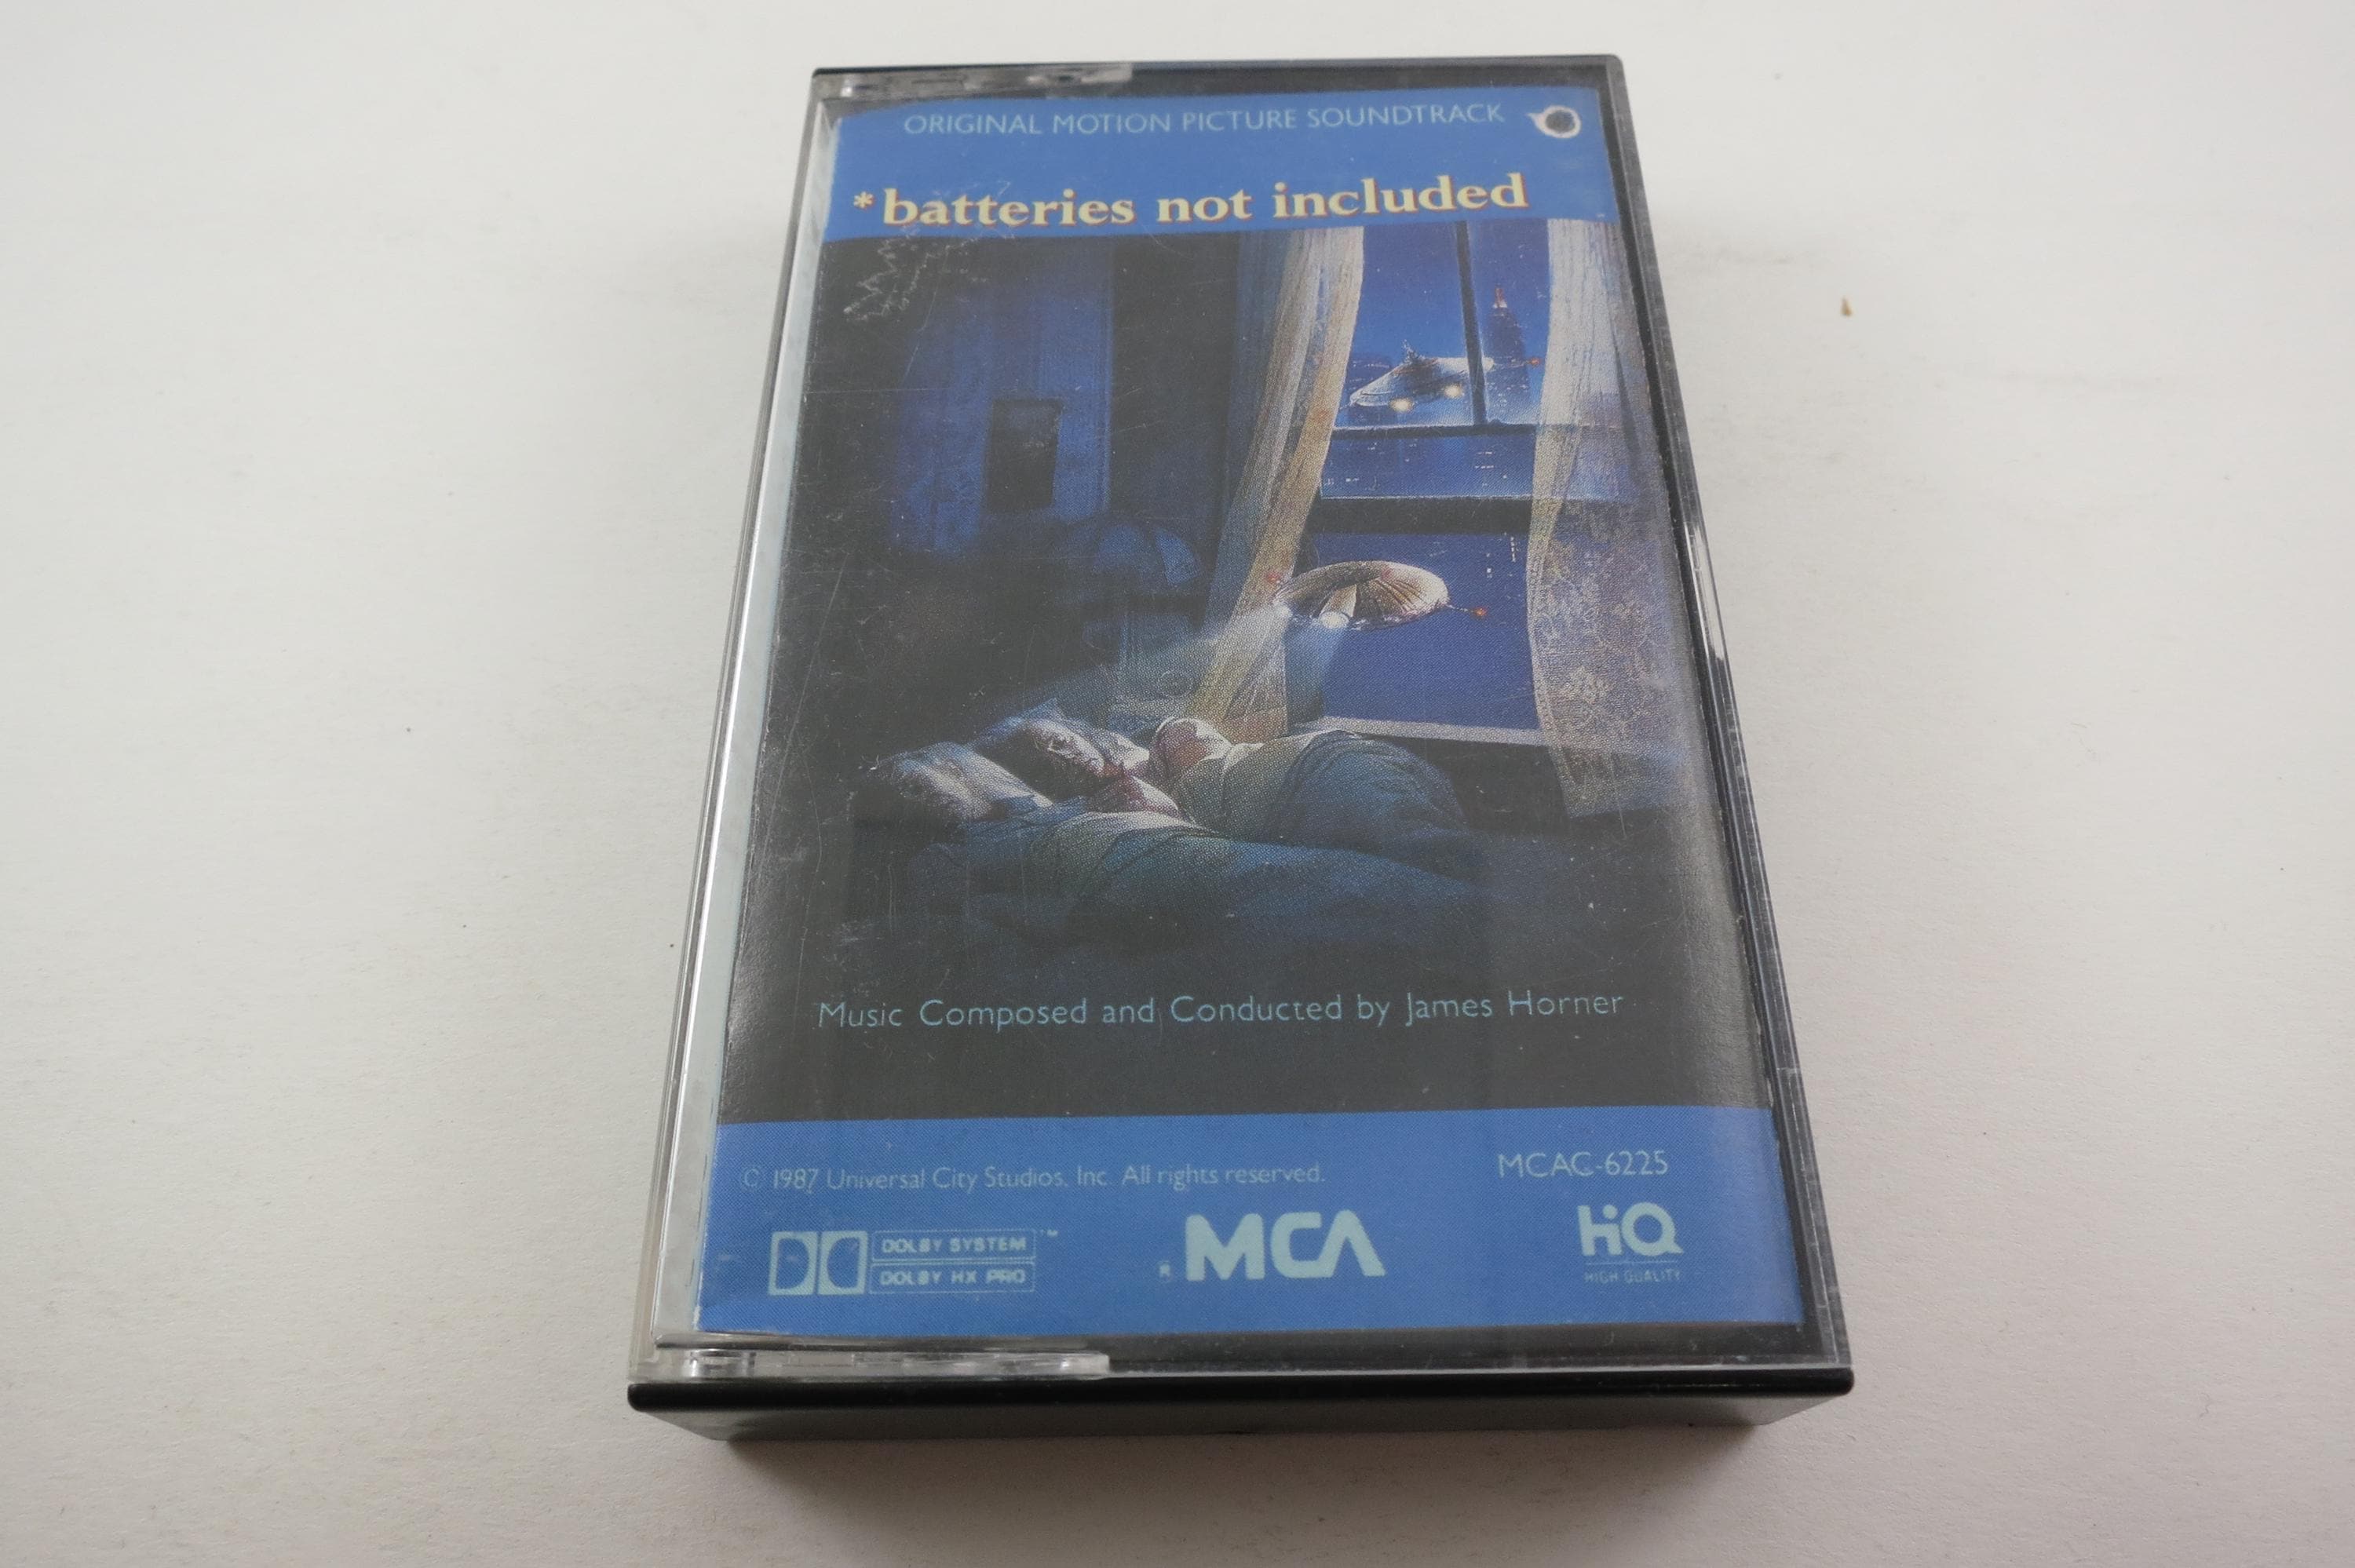 ORIGINAL MOTION PICTURE SOUNDTRACK
*batteries not included
Music Composed and Conducted by James Horner
© 1987 Universal City Studios, Inc. All rights reserved.
MCAC-6225
DOLBY SYSTEM ™
DOLBY HX PRO
MCA
HiQ
HIGH QUALITY